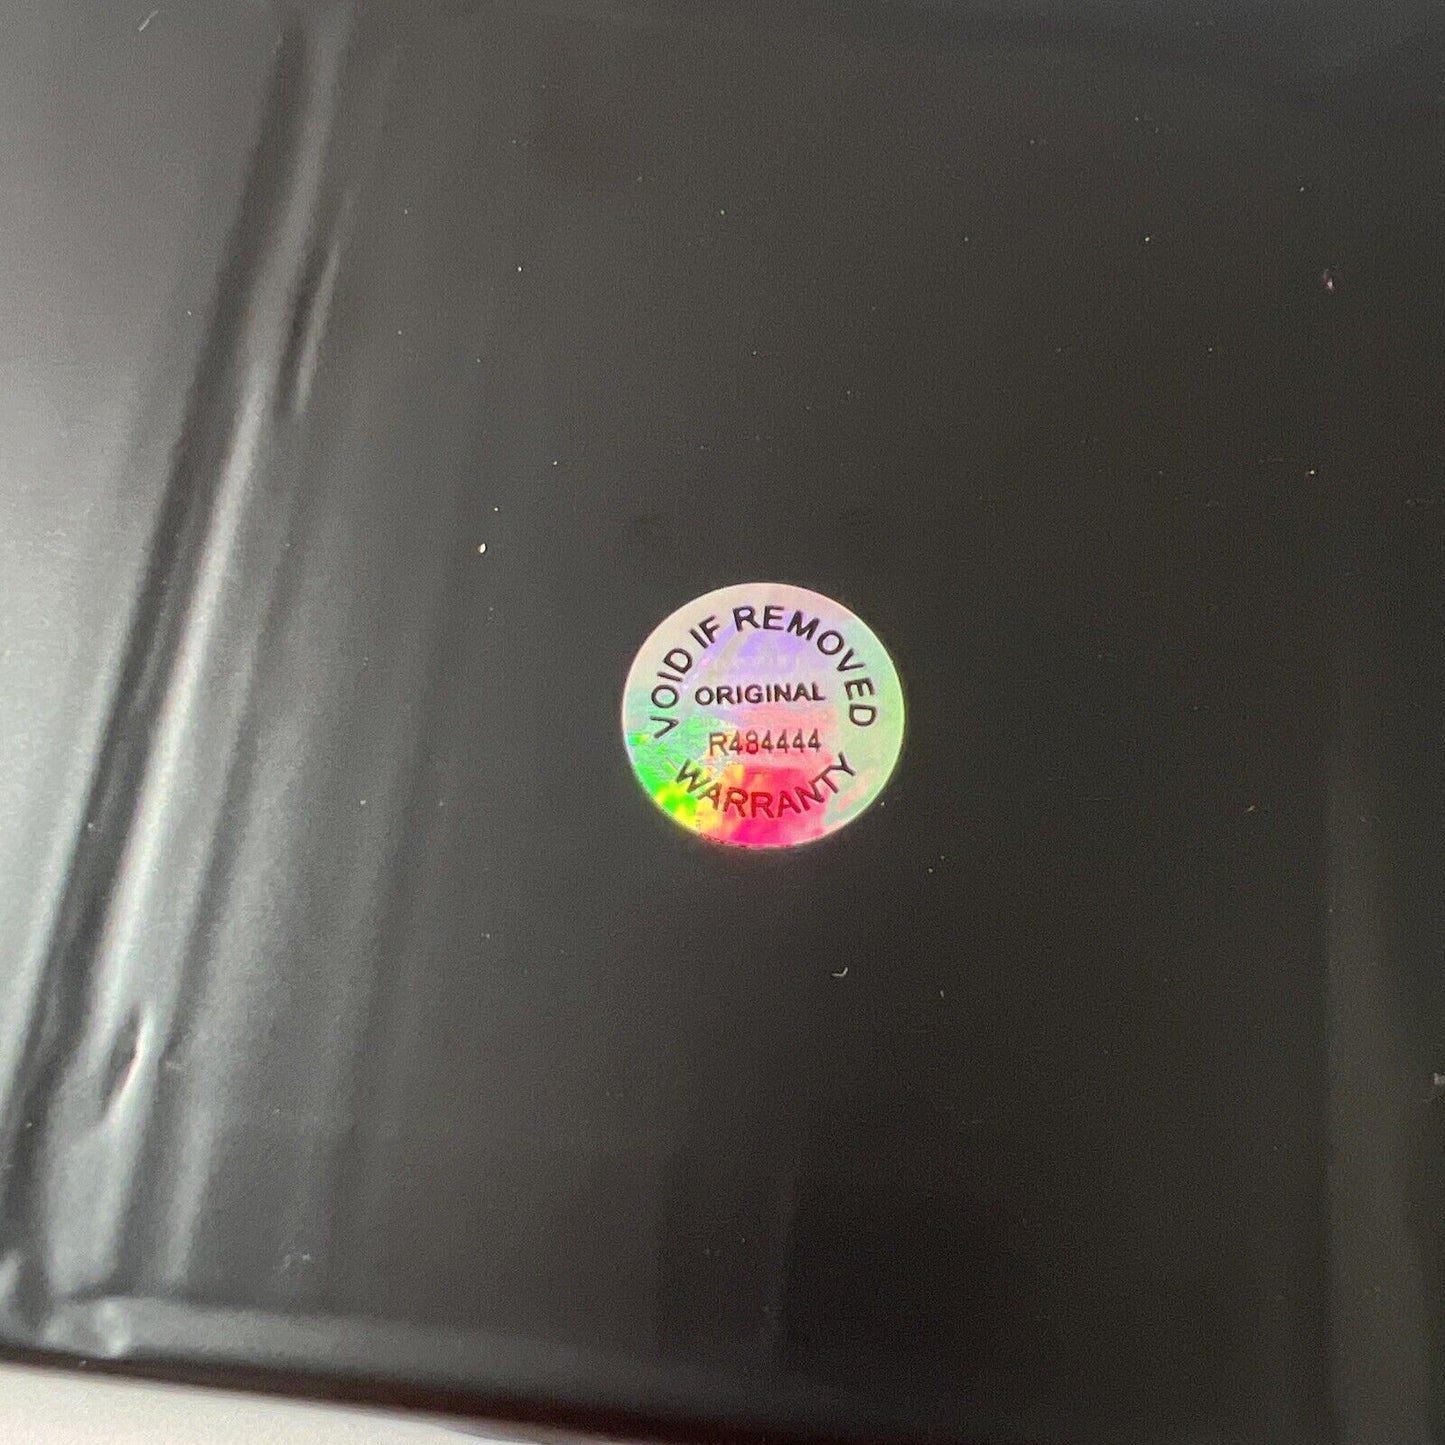 VOID IF REMOVED
ORIGINAL
R484444
WARRANTY